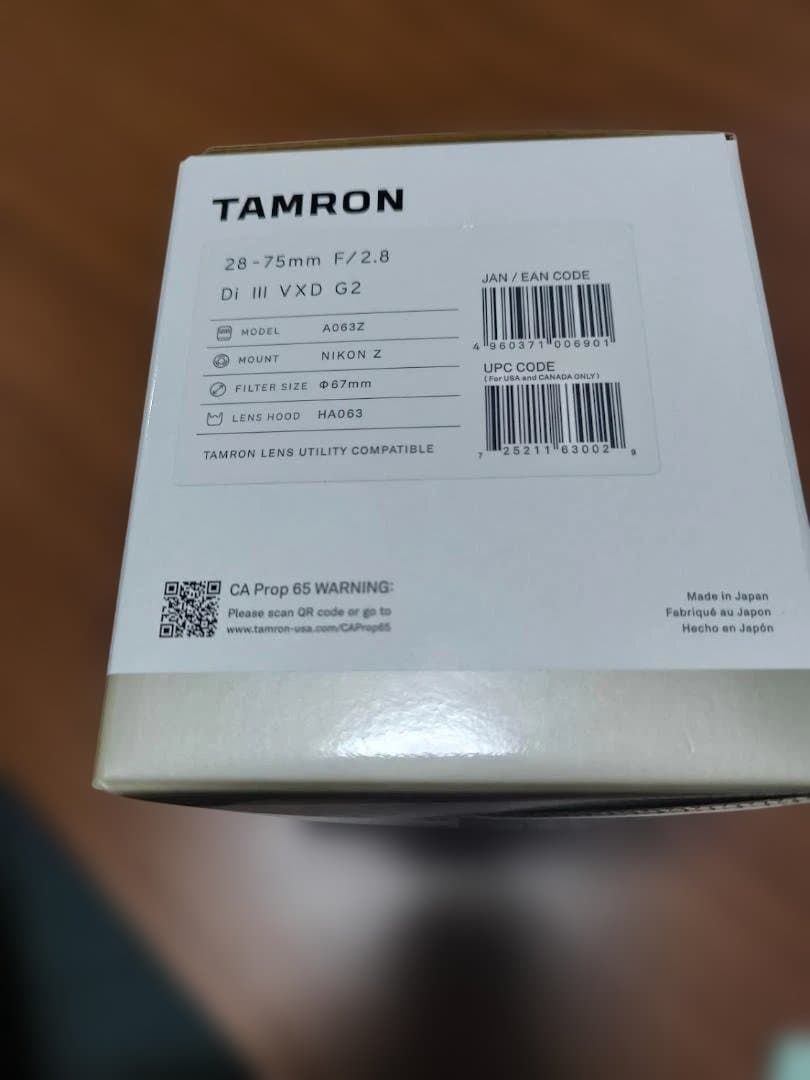 TAMRON
28-75mm F/2.8
Di III VXD G2
MODEL A063Z
MOUNT NIKON Z
FILTER SIZE Φ67mm
LENS HOOD HA063
TAMRON LENS UTILITY COMPATIBLE
JAN / EAN CODE
4 960371 006901
UPC CODE
(For USA and CANADA ONLY)
7 25211 63002 9
CA Prop 65 WARNING:
Please scan QR code or go to
www.tamron-usa.com/CAProp65
Made in Japan
Fabriqué au Japon
Hecho en Japón